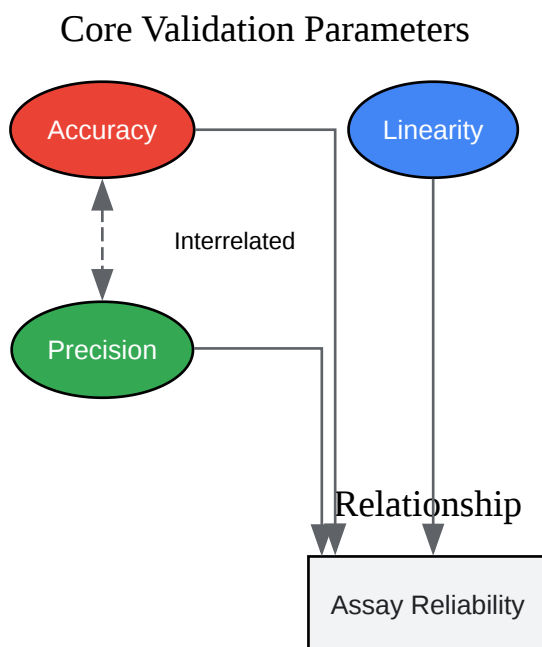 Core Validation Parameters
Accuracy
Linearity
Interrelated
Precision
Relationship
Assay Reliability